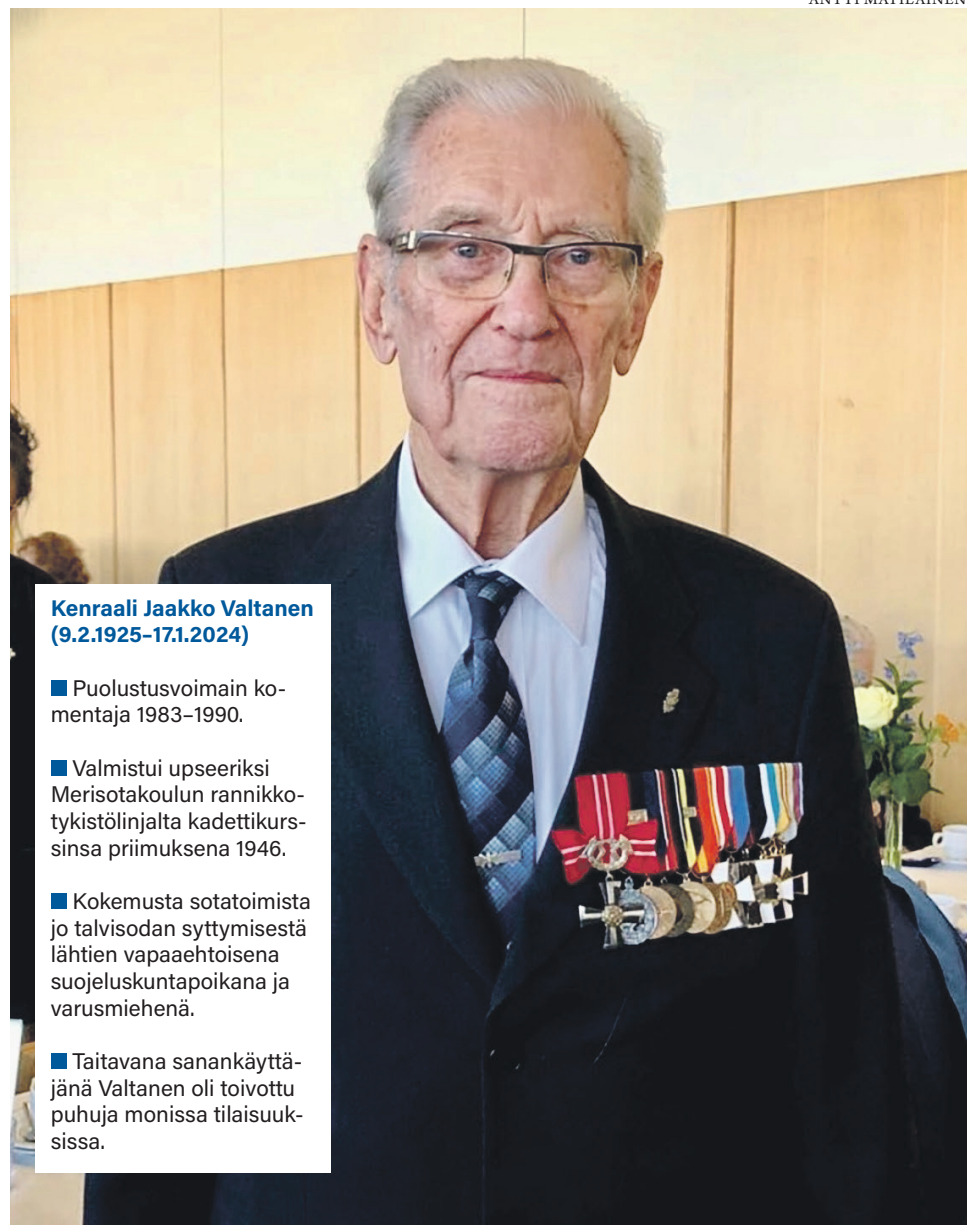 ANTTI MATILAINEN
Kenraali Jaakko Valtanen
(9.2.1925–17.1.2024)
Puolustusvoimain ko-
mentaja 1983–1990.
Valmistui upseeriksi
Merisotakoulun rannikko-
tykistölinjalta kadettikurs-
sinsa priimuksena 1946.
Kokemusta sotatoimista
jo talvisodan syttymisestä
lähtien vapaaehtoisena
suojeluskuntapoikana ja
varusmiehenä.
Taitavana sanankäyttä-
jänä Valtanen oli toivottu
puhuja monissa tilaisuuk-
sissa.